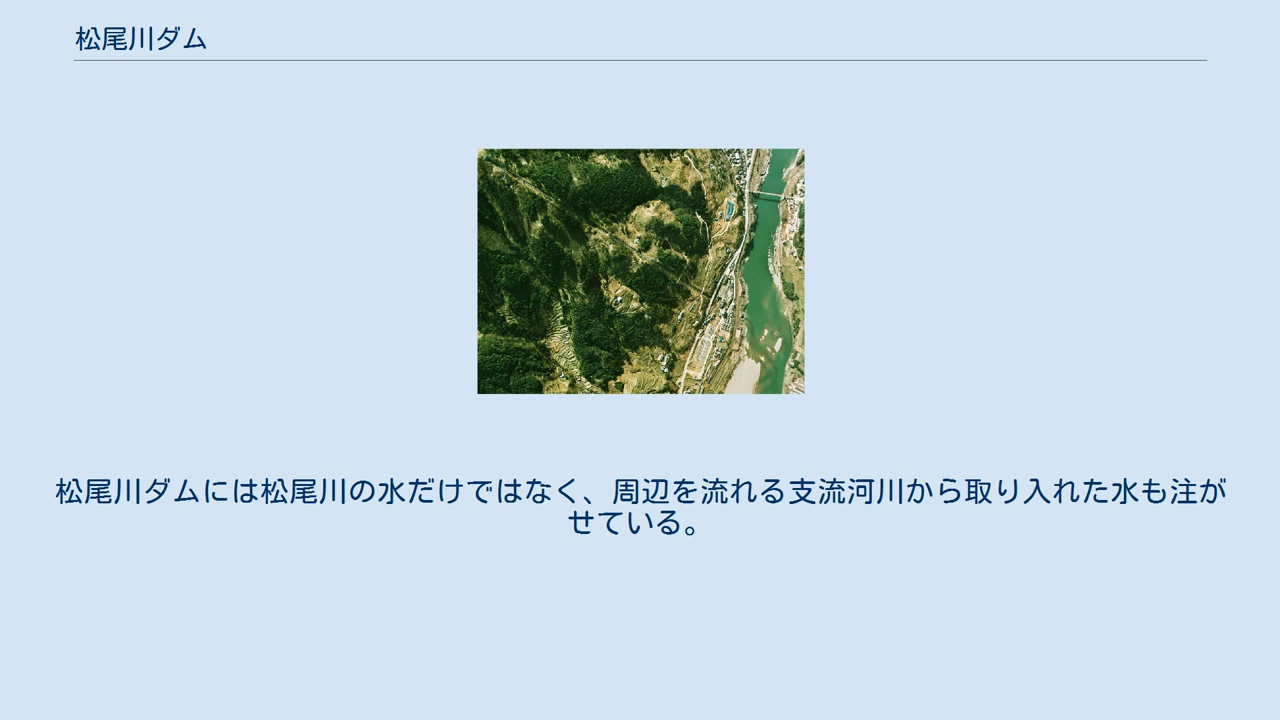 松尾川ダム
松尾川ダムには松尾川の水だけではなく、周辺を流れる支流河川から取り入れた水も注が
せている。